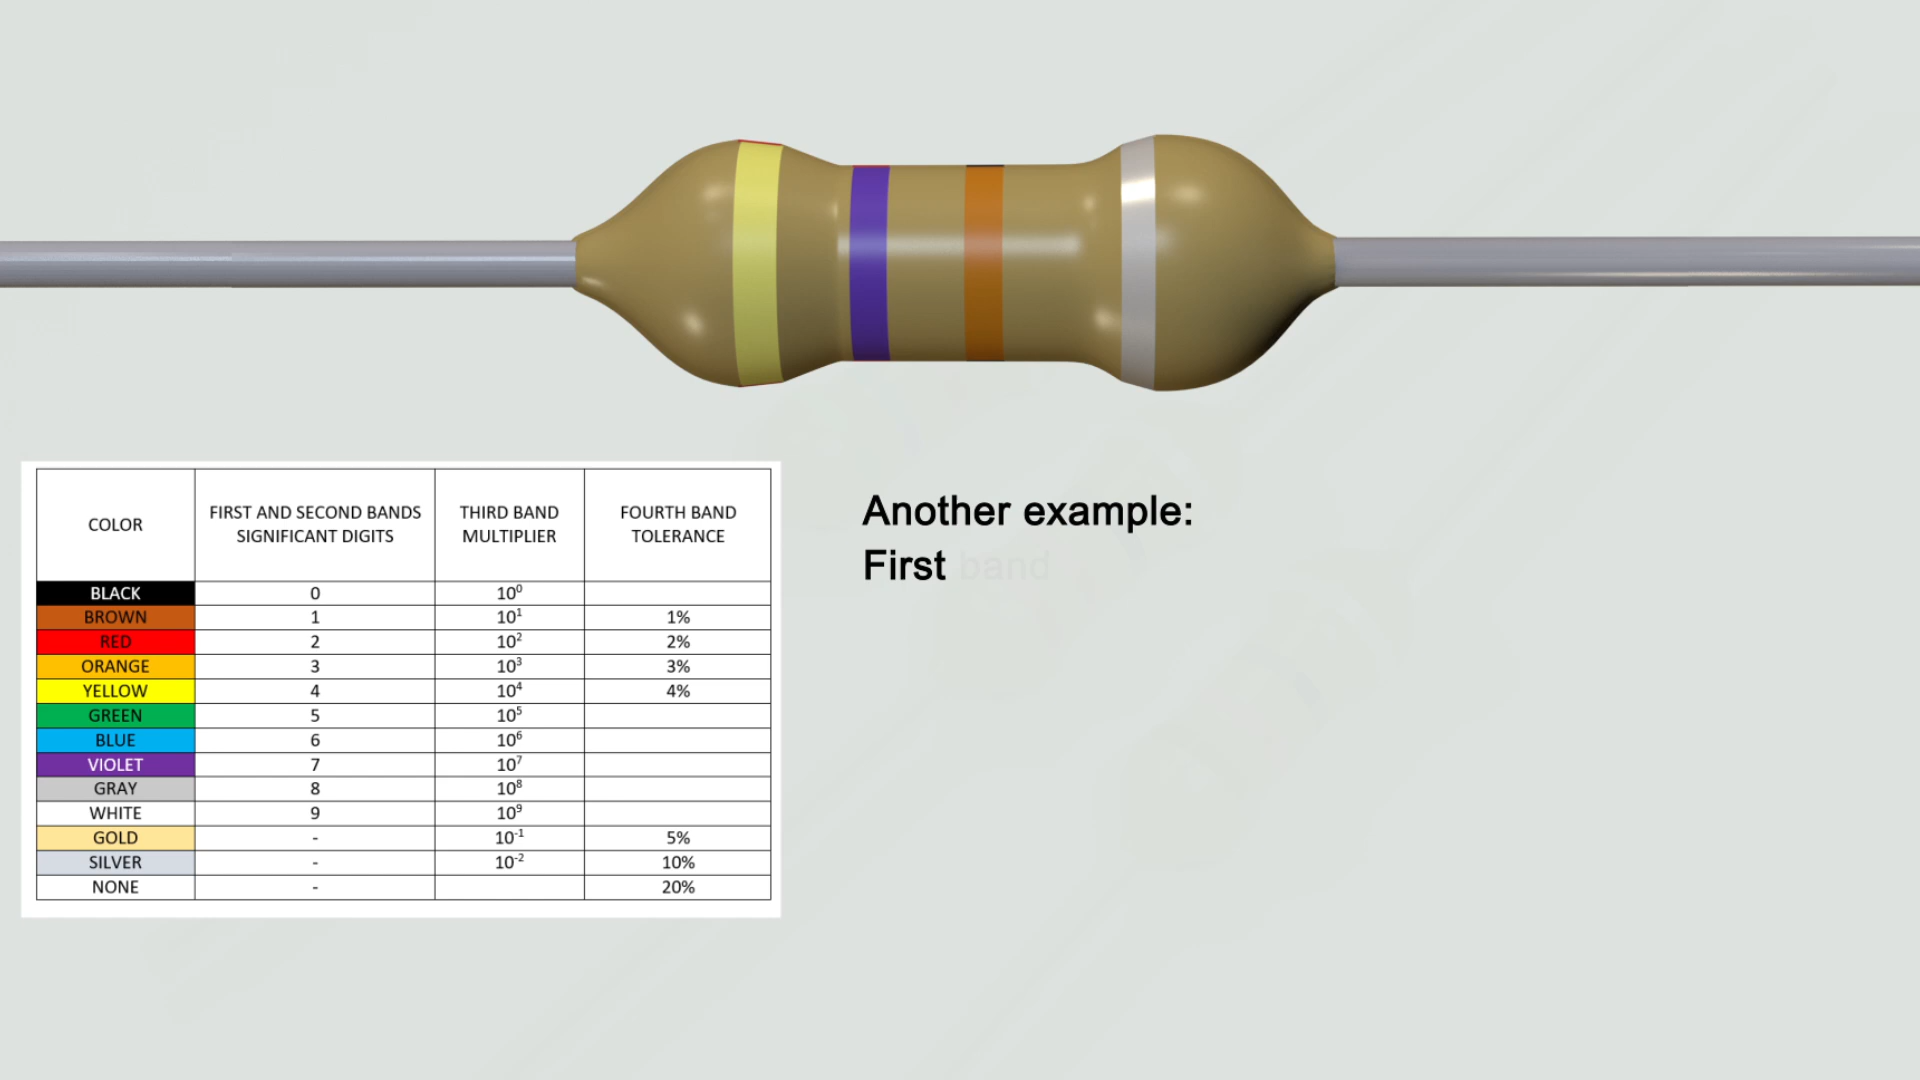 COLOR FIRST AND SECOND BANDS SIGNIFICANT DIGITS THIRD BAND MULTIPLIER FOURTH BAND TOLERANCE
BLACK 0 10⁰
BROWN 1 10¹ 1%
RED 2 10² 2%
ORANGE 3 10³ 3%
YELLOW 4 10⁴ 4%
GREEN 5 10⁵
BLUE 6 10⁶
VIOLET 7 10⁷
GRAY 8 10⁸
WHITE 9 10⁹
GOLD - 10⁻¹ 5%
SILVER - 10⁻² 10%
NONE - 20%
Another example:
First band